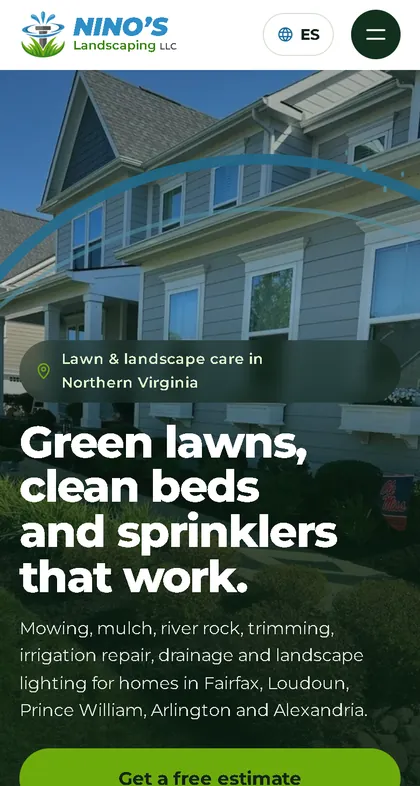 NINO'S
Landscaping LLC
ES
Lawn & landscape care in
Northern Virginia
Green lawns,
clean beds
and sprinklers
that work.
Mowing, mulch, river rock, trimming,
irrigation repair, drainage and landscape
lighting for homes in Fairfax, Loudoun,
Prince William, Arlington and Alexandria.
Get a free estimate